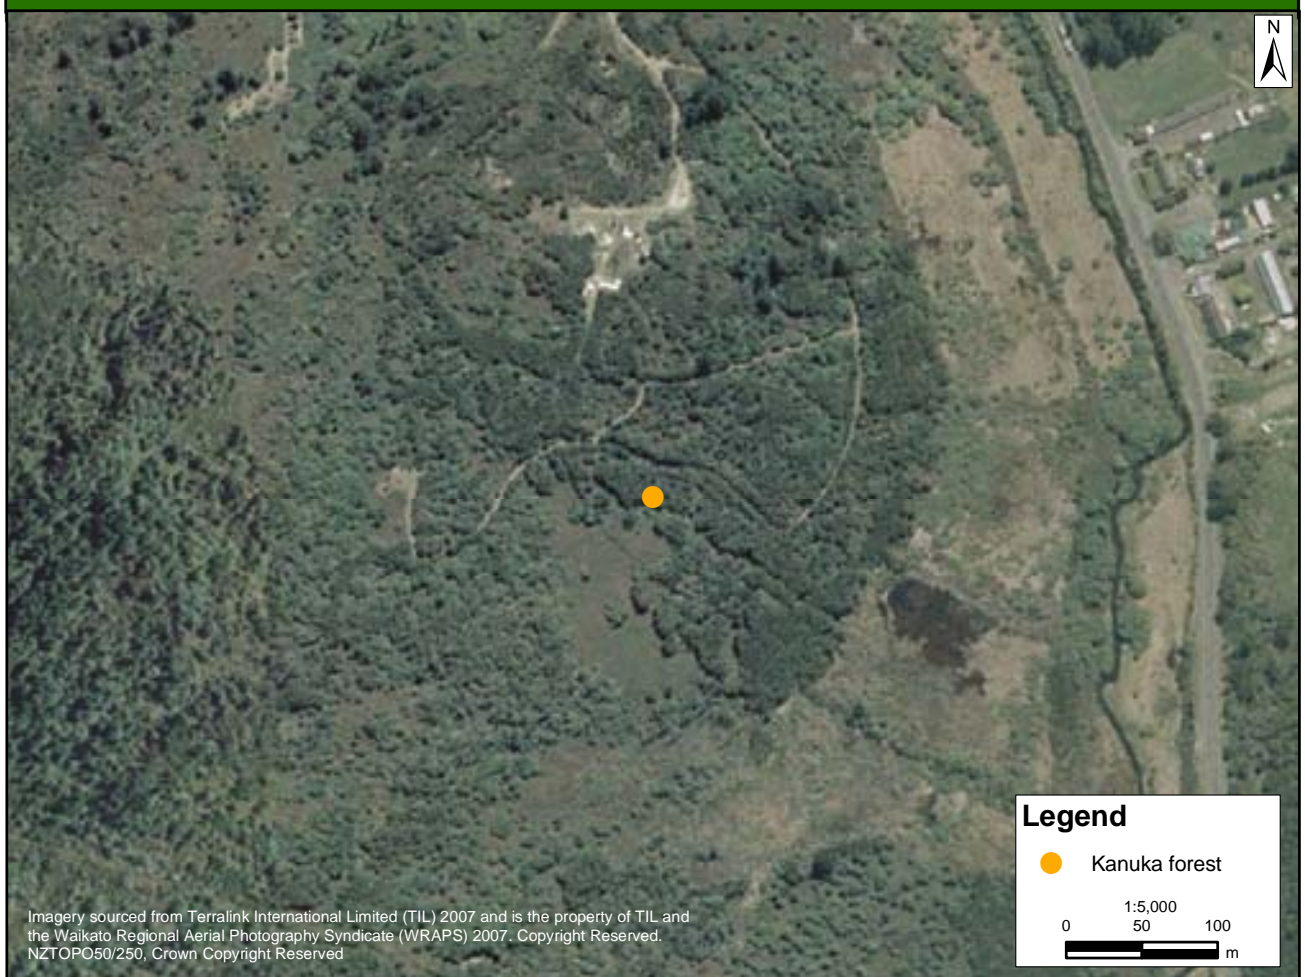 N
Legend
Kanuka forest
1:5,000
0 50 100
m
Imagery sourced from Terralink International Limited (TIL) 2007 and is the property of TIL and
the Waikato Regional Aerial Photography Syndicate (WRAPS) 2007. Copyright Reserved.
NZTOPO50/250, Crown Copyright Reserved